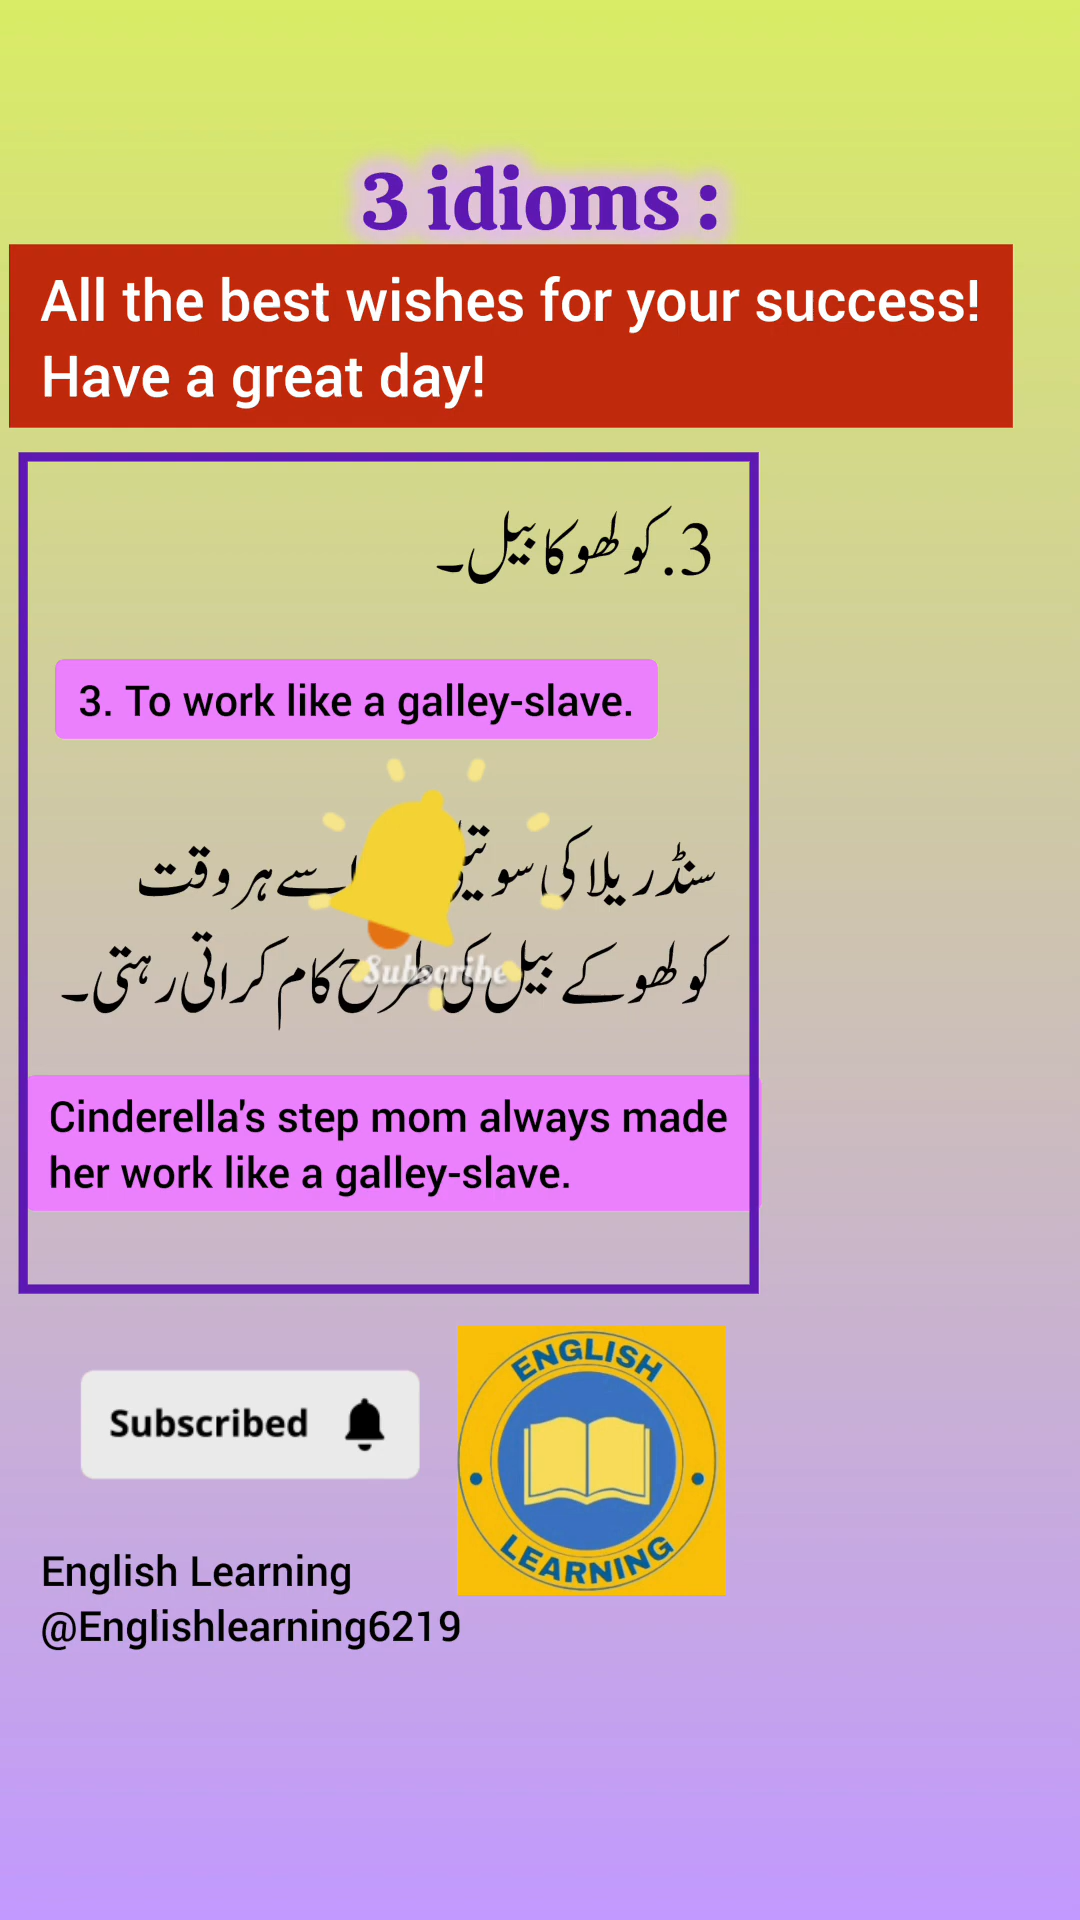 3 idioms :
All the best wishes for your success!
Have a great day!
3. کولھو کا بیل۔
3. To work like a galley-slave.
سنڈریلا کی اسے ہر وقت
کولھو کے بیل کی طرح کام کراتی رہتی۔
Subscribe
Cinderella's step mom always made
her work like a galley-slave.
Subscribed
ENGLISH
LEARNING
English Learning
@Englishlearning6219